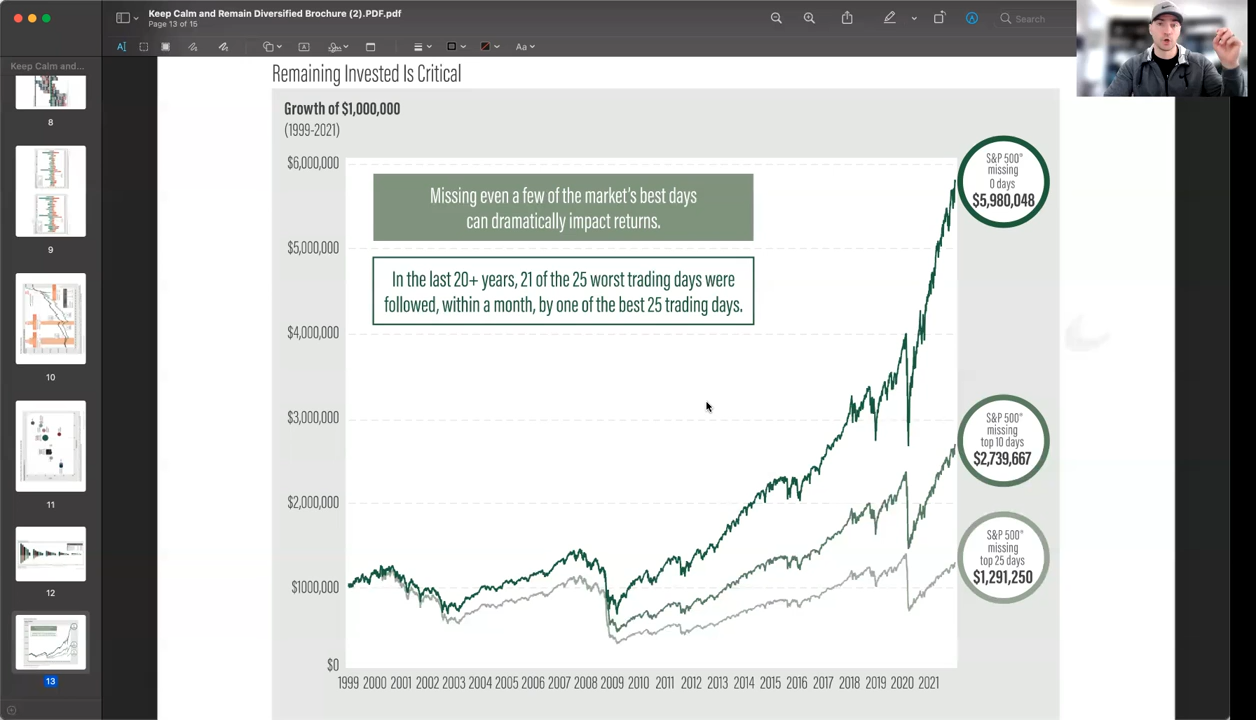 Keep Calm and Remain Diversified Brochure (2).PDF.pdf
Page 13 of 15
Search
Aa
Keep Calm and...
8
9
10
11
12
13
Remaining Invested Is Critical
Growth of $1,000,000
(1999-2021)
$6,000,000
$5,000,000
$4,000,000
$3,000,000
$2,000,000
$1000,000
$0
Missing even a few of the market's best days
can dramatically impact returns.
In the last 20+ years, 21 of the 25 worst trading days were
followed, within a month, by one of the best 25 trading days.
S&P 500®
missing
0 days
$5,980,048
S&P 500®
missing
top 10 days
$2,739,667
S&P 500®
missing
top 25 days
$1,291,250
1999 2000 2001 2002 2003 2004 2005 2006 2007 2008 2009 2010 2011 2012 2013 2014 2015 2016 2017 2018 2019 2020 2021